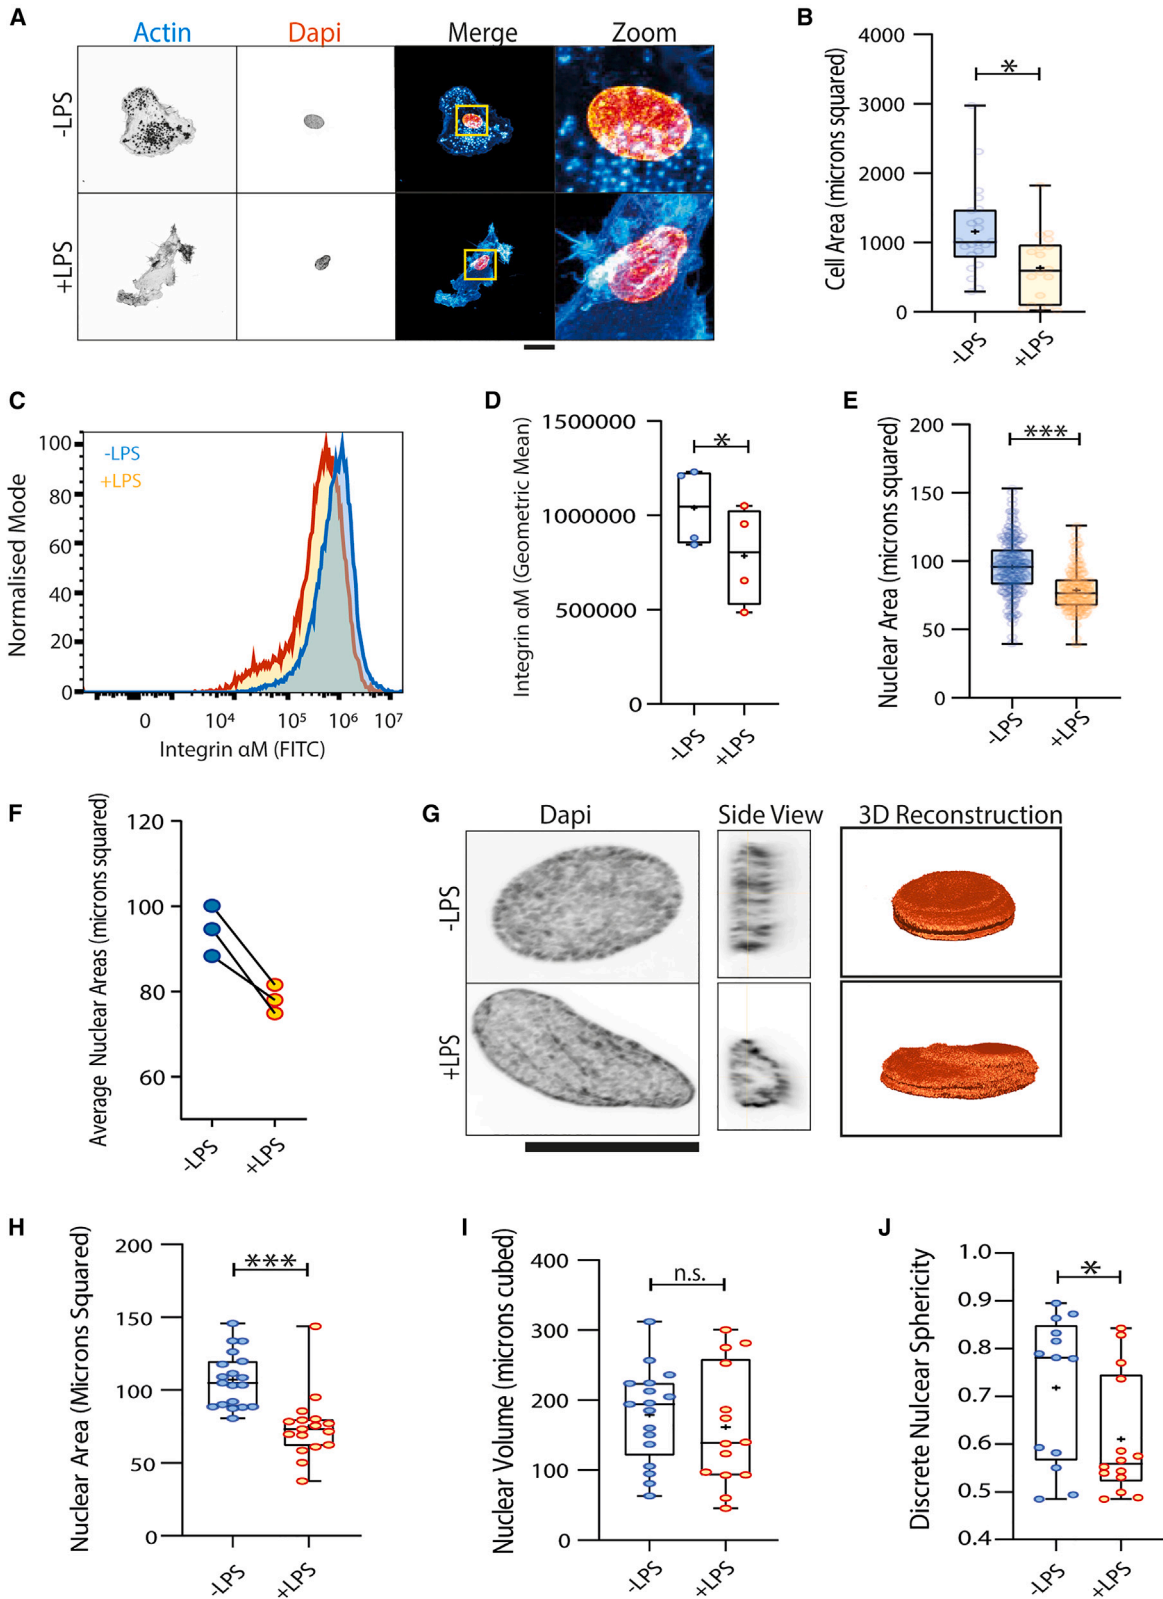 A
Actin Dapi Merge Zoom
-LPS
+LPS
B
Cell Area (microns squared)
4000
3000
2000
1000
0
*
-LPS +LPS
C
Normalised Mode
100
80
60
40
20
0
-LPS
+LPS
0 10⁴ 10⁵ 10⁶ 10⁷
Integrin αM (FITC)
D
Integrin αM (Geometric Mean)
1500000
1000000
500000
0
*
-LPS +LPS
E
Nuclear Area (microns squared)
200
150
100
50
0
***
-LPS +LPS
F
Average Nuclear Areas (microns squared)
120
100
80
60
-LPS +LPS
G
Dapi Side View 3D Reconstruction
-LPS
+LPS
H
Nuclear Area (Microns Squared)
200
150
100
50
0
***
-LPS +LPS
I
Nuclear Volume (microns cubed)
400
300
200
100
0
n.s.
-LPS +LPS
J
Discrete Nulcear Sphericity
1.0
0.9
0.8
0.7
0.6
0.5
0.4
*
-LPS +LPS